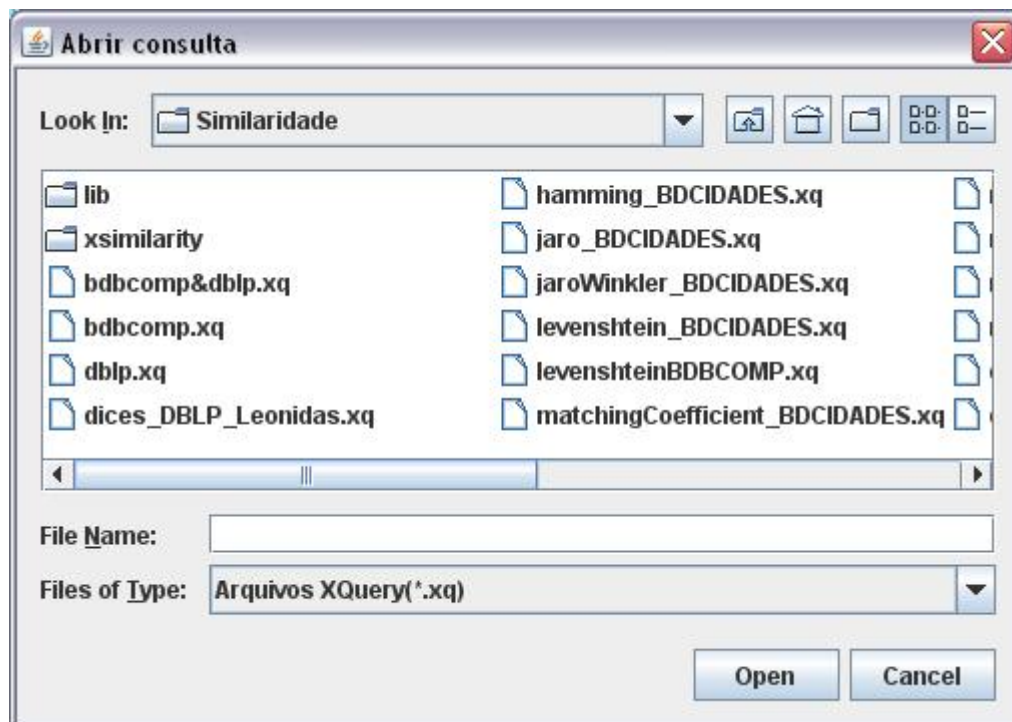 Abrir consulta
Look In: Similaridade
lib
xsimilarity
bdbcomp&dblp.xq
bdbcomp.xq
dblp.xq
dices_DBLP_Leonidas.xq
hamming_BDCIDADES.xq
jaro_BDCIDADES.xq
jaroWinkler_BDCIDADES.xq
levenshtein_BDCIDADES.xq
levenshteinBDBCOMP.xq
matchingCoefficient_BDCIDADES.xq
File Name:
Files of Type: Arquivos XQuery(*.xq)
Open Cancel